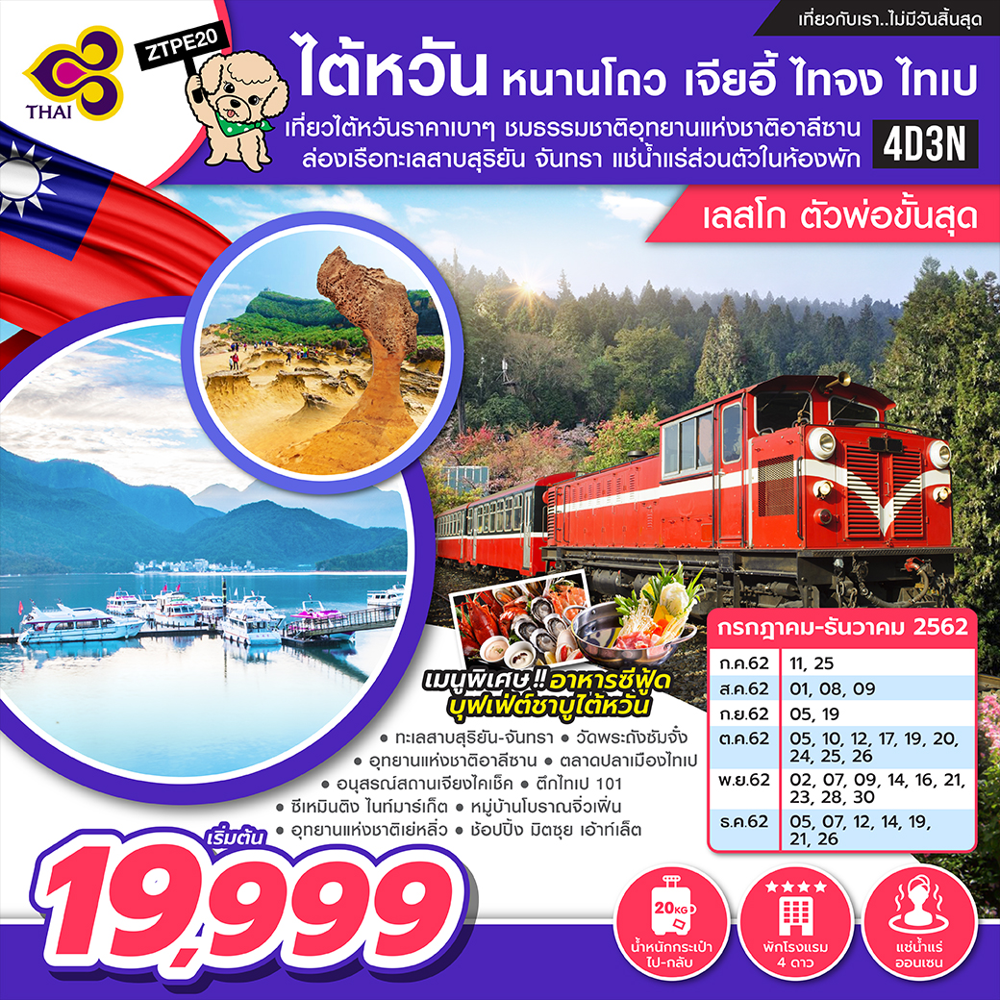 เที่ยวกับเรา..ไม่มีวันสิ้นสุด
THAI
ZTPE20
ไต้หวัน หนานโถว เจียอี้ ไทจง ไทเป
เที่ยวไต้หวันราคาเบาๆ ชมธรรมชาติอุทยานแห่งชาติอาลีซาน
ล่องเรือทะเลสาบสุริยัน จันทรา แช่น้ำแร่ส่วนตัวในห้องพัก
4D3N
เลสโก ตัวพ่อขั้นสุด
เมนูพิเศษ!! อาหารซีฟู้ด
บุฟเฟ่ต์ชาบูไต้หวัน
• ทะเลสาบสุริยัน-จันทรา • วัดพระถังซัมจั๋ง
• อุทยานแห่งชาติอาลีซาน • ตลาดปลาเมืองไทเป
• อนุสรณ์สถานเจียงไคเช็ค • ตึกไทเป 101
• ซีเหมินติง ไนท์มาร์เก็ต • หมู่บ้านโบราณจิ่วเฟิ่น
• อุทยานแห่งชาติเย่หลิ่ว • ช้อปปิ้ง มิตซุย เอ้าท์เล็ต
กรกฎาคม-ธันวาคม 2562
ก.ค.62 11, 25
ส.ค.62 01, 08, 09
ก.ย.62 05, 19
ต.ค.62 05, 10, 12, 17, 19, 20,
24, 25, 26
พ.ย.62 02, 07, 09, 14, 16, 21,
23, 28, 30
ธ.ค.62 05, 07, 12, 14, 19,
21, 26
เริ่มต้น
19,999
20KG
น้ำหนักกระเป๋า
ไป-กลับ
พักโรงแรม
4 ดาว
แช่น้ำแร่
ออนเซน